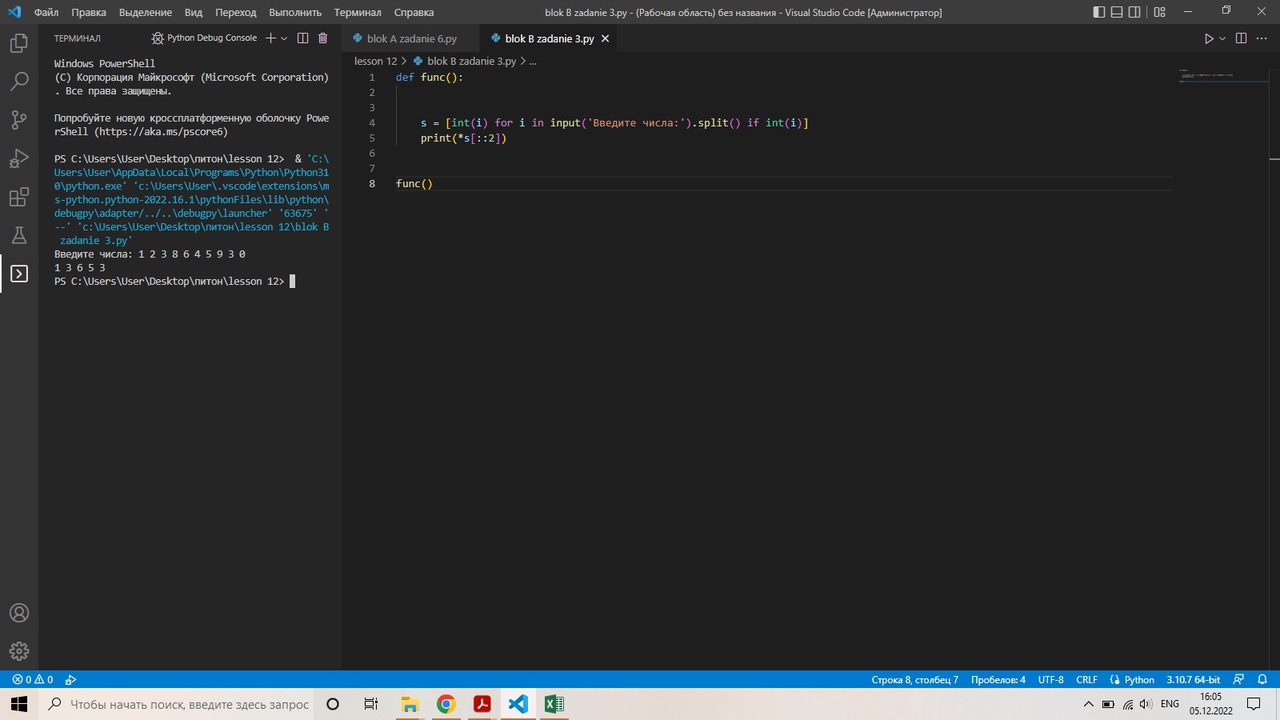 Файл Правка Выделение Вид Переход Выполнить Терминал Справка
blok B zadanie 3.py - (Рабочая область) без названия - Visual Studio Code [Администратор]
ТЕРМИНАЛ
Python Debug Console
Windows PowerShell
(C) Корпорация Майкрософт (Microsoft Corporation)
. Все права защищены.
Попробуйте новую кроссплатформенную оболочку Powe
rShell (https://aka.ms/pscore6)
PS C:\Users\User\Desktop\питон\lesson 12>  & 'C:\
Users\User\AppData\Local\Programs\Python\Python31
0\python.exe' 'c:\Users\User\.vscode\extensions\m
s-python.python-2022.16.1\pythonFiles\lib\python\
debugpy\adapter/../..\debugpy\launcher' '63675' '
--' 'c:\Users\User\Desktop\питон\lesson 12\blok B
 zadanie 3.py'
Введите числа: 1 2 3 8 6 4 5 9 3 0
1 3 6 5 3
PS C:\Users\User\Desktop\питон\lesson 12>
blok A zadanie 6.py
blok B zadanie 3.py
lesson 12 > blok B zadanie 3.py > ...
1 def func():
2
3
4 s = [int(i) for i in input('Введите числа:').split() if int(i)]
5 print(*s[::2])
6
7
8 func()
0 0
Строка 8, столбец 7 Пробелов: 4 UTF-8 CRLF Python 3.10.7 64-bit
Чтобы начать поиск, введите здесь запрос
ENG
16:05
05.12.2022